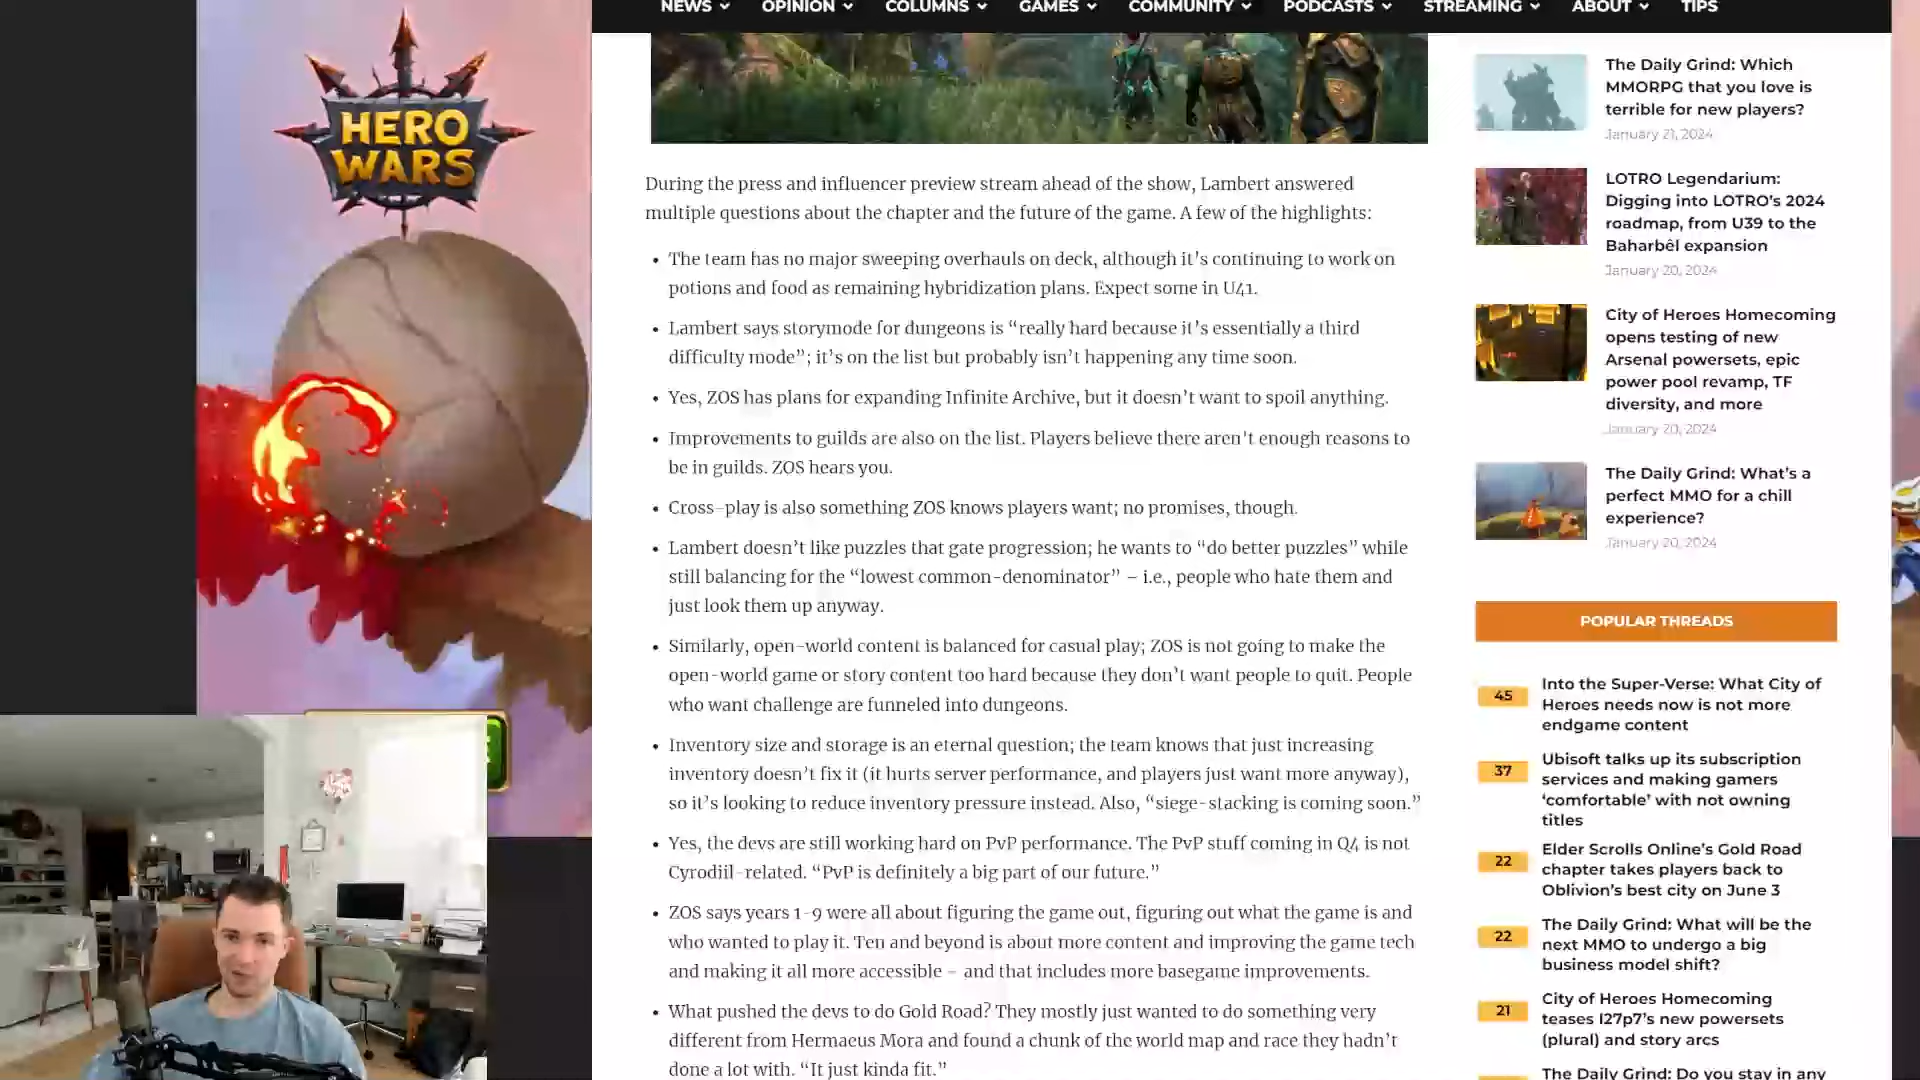 NEWS
OPINION
COLUMNS
GAMES
COMMUNITY
PODCASTS
STREAMING
ABOUT
TIPS
HERO
WARS
During the press and influencer preview stream ahead of the show, Lambert answered
multiple questions about the chapter and the future of the game. A few of the highlights:
• The team has no major sweeping overhauls on deck, although it’s continuing to work on
potions and food as remaining hybridization plans. Expect some in U41.
• Lambert says storymode for dungeons is “really hard because it’s essentially a third
difficulty mode”; it’s on the list but probably isn’t happening any time soon.
• Yes, ZOS has plans for expanding Infinite Archive, but it doesn’t want to spoil anything.
• Improvements to guilds are also on the list. Players believe there aren't enough reasons to
be in guilds. ZOS hears you.
• Cross-play is also something ZOS knows players want; no promises, though.
• Lambert doesn’t like puzzles that gate progression; he wants to “do better puzzles” while
still balancing for the “lowest common-denominator” – i.e., people who hate them and
just look them up anyway.
• Similarly, open-world content is balanced for casual play; ZOS is not going to make the
open-world game or story content too hard because they don’t want people to quit. People
who want challenge are funneled into dungeons.
• Inventory size and storage is an eternal question; the team knows that just increasing
inventory doesn’t fix it (it hurts server performance, and players just want more anyway),
so it’s looking to reduce inventory pressure instead. Also, “siege-stacking is coming soon.”
• Yes, the devs are still working hard on PvP performance. The PvP stuff coming in Q4 is not
Cyrodiil-related. “PvP is definitely a big part of our future.”
• ZOS says years 1-9 were all about figuring the game out, figuring out what the game is and
who wanted to play it. Ten and beyond is about more content and improving the game tech
and making it all more accessible – and that includes more basegame improvements.
• What pushed the devs to do Gold Road? They mostly just wanted to do something very
different from Hermaeus Mora and found a chunk of the world map and race they hadn’t
done a lot with. “It just kinda fit.”
The Daily Grind: Which
MMORPG that you love is
terrible for new players?
January 21, 2024
LOTRO Legendarium:
Digging into LOTRO’s 2024
roadmap, from U39 to the
Baharbêl expansion
January 20, 2024
City of Heroes Homecoming
opens testing of new
Arsenal powersets, epic
power pool revamp, TF
diversity, and more
January 20, 2024
The Daily Grind: What’s a
perfect MMO for a chill
experience?
January 20, 2024
POPULAR THREADS
45
Into the Super-Verse: What City of
Heroes needs now is not more
endgame content
37
Ubisoft talks up its subscription
services and making gamers
‘comfortable’ with not owning
titles
22
Elder Scrolls Online’s Gold Road
chapter takes players back to
Oblivion’s best city on June 3
22
The Daily Grind: What will be the
next MMO to undergo a big
business model shift?
21
City of Heroes Homecoming
teases I27p7’s new powersets
(plural) and story arcs
The Daily Grind: Do you stay in any